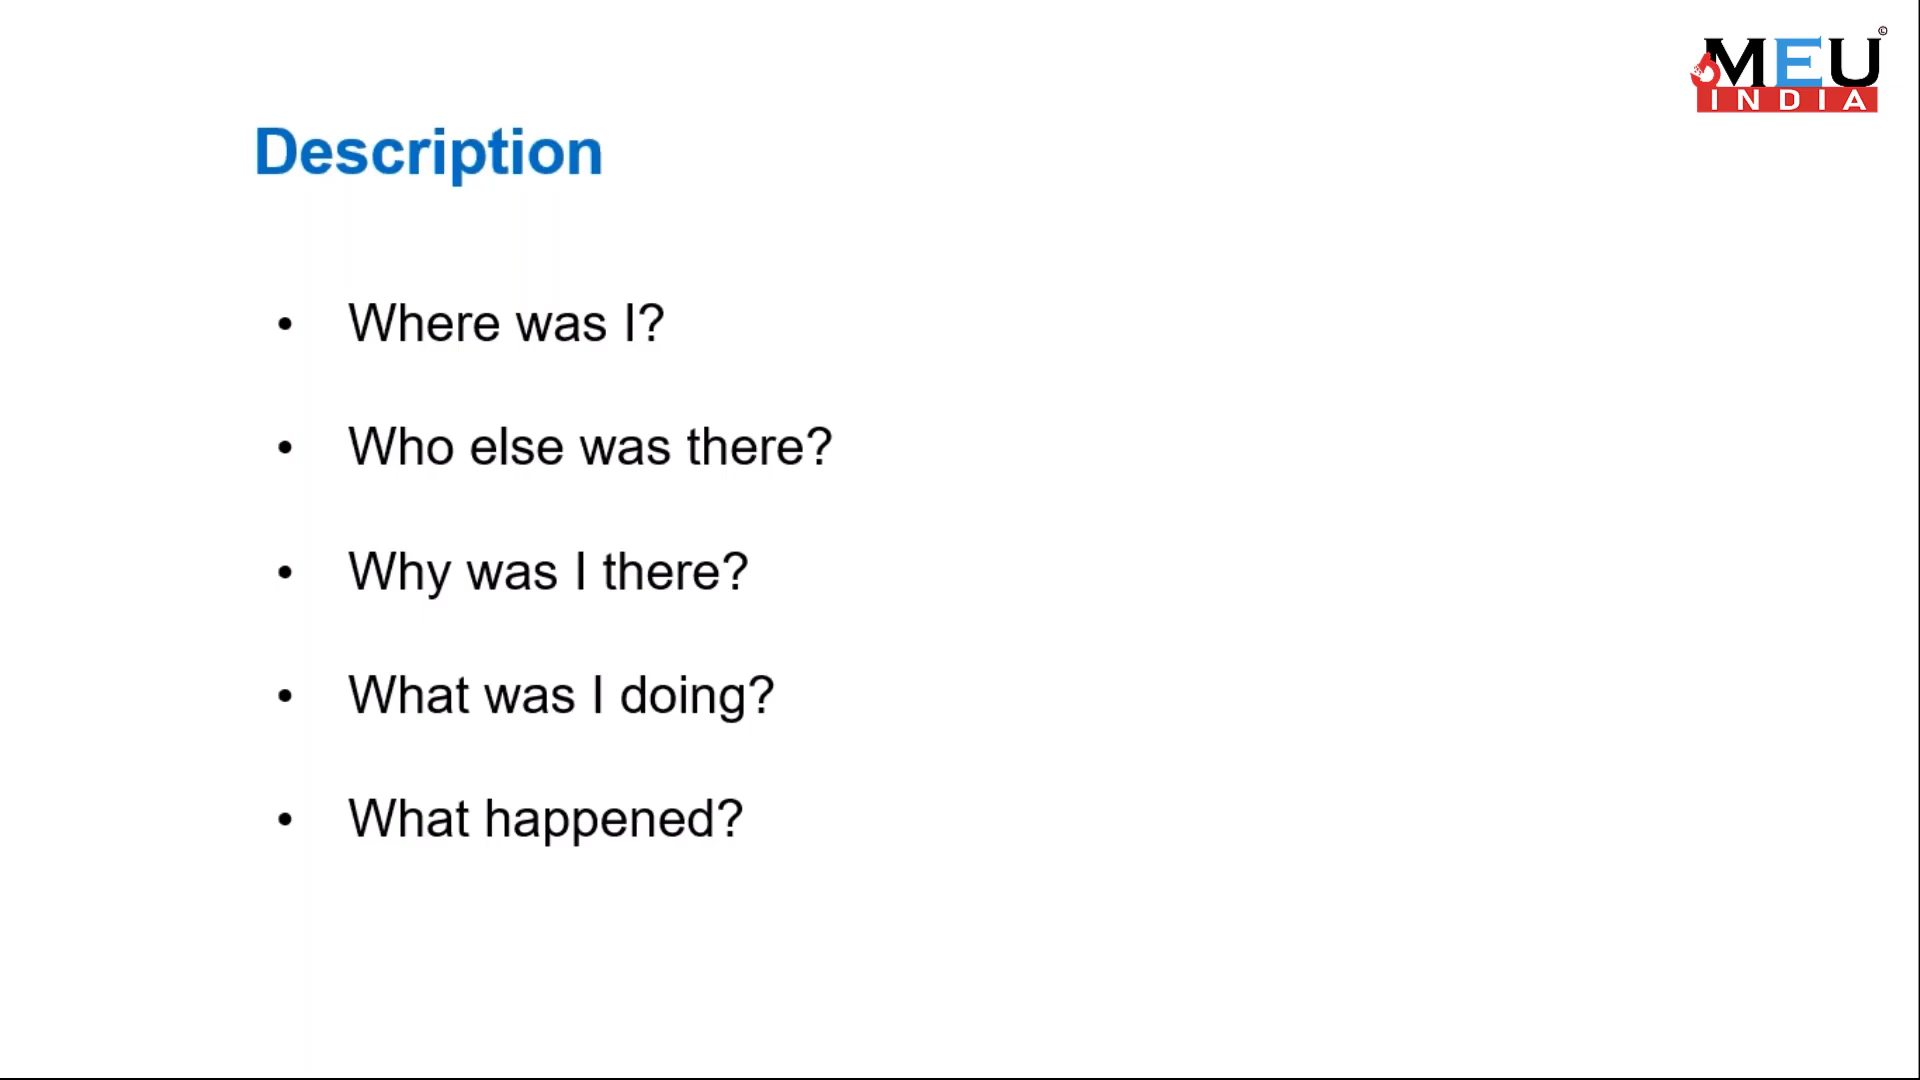 MEU
©
INDIA
Description
• Where was I?
• Who else was there?
• Why was I there?
• What was I doing?
• What happened?